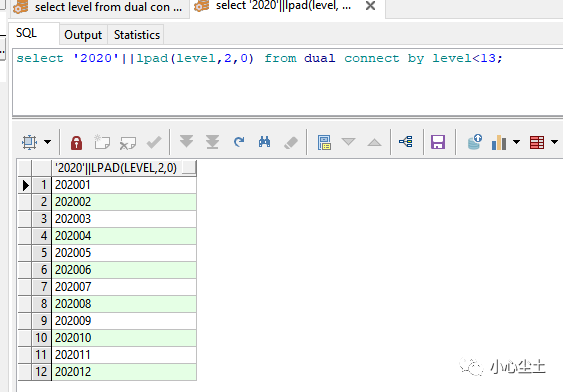 select level from dual con ...
select '2020'||lpad(level, ...
SQL Output Statistics
select '2020'||lpad(level,2,0) from dual connect by level<13;
'2020'||LPAD(LEVEL,2,0)
1 202001
2 202002
3 202003
4 202004
5 202005
6 202006
7 202007
8 202008
9 202009
10 202010
11 202011
12 202012
小心尘土